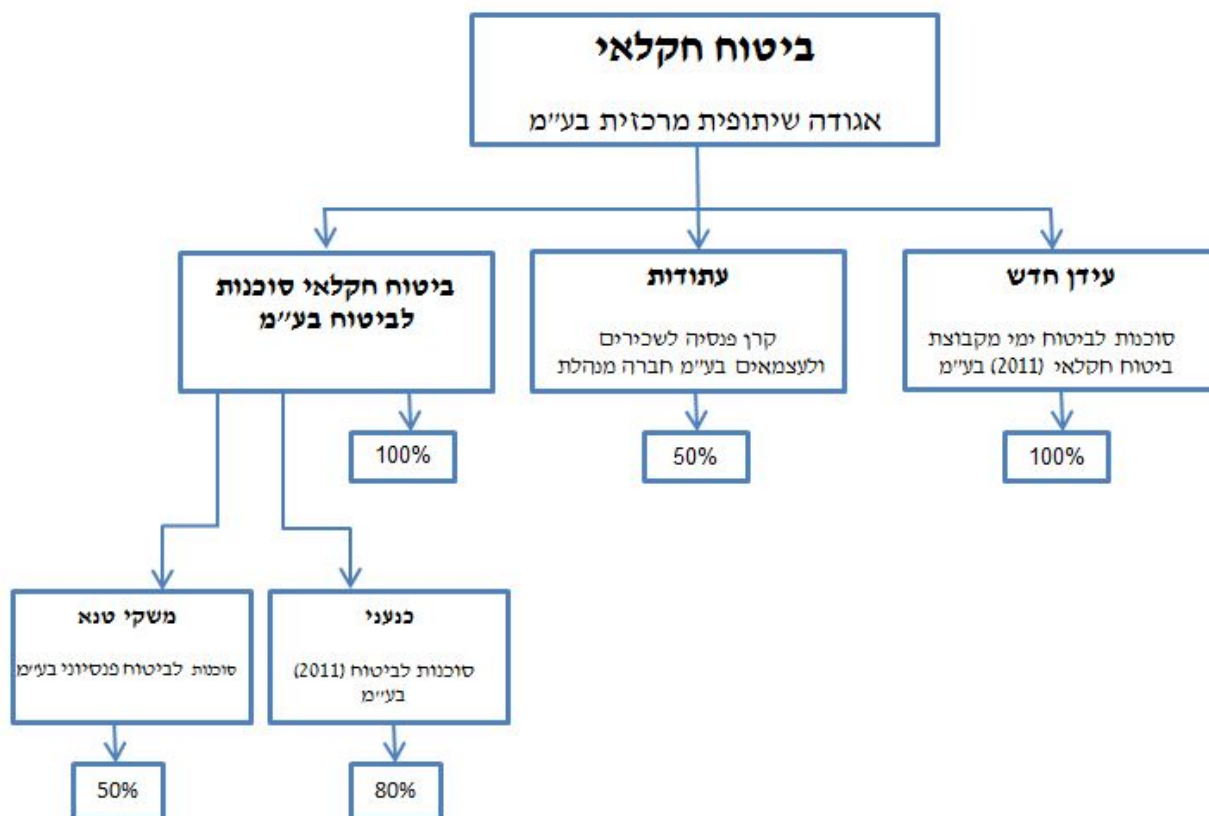 ביטוח חקלאי
אגודה שיתופית מרכזית בע״מ
עידן חדש
סוכנות לביטוח ימי מקבוצת
ביטוח חקלאי (2011) בע״מ
100%
עתודות
קרן פנסיה לשכירים
ולעצמאים בע״מ חברה מנהלת
50%
ביטוח חקלאי סוכנות
לביטוח בע״מ
100%
כנעני
סוכנות לביטוח (2011)
בע״מ
80%
משקי טנא
סוכנות לביטוח פנסיוני בע״מ
50%